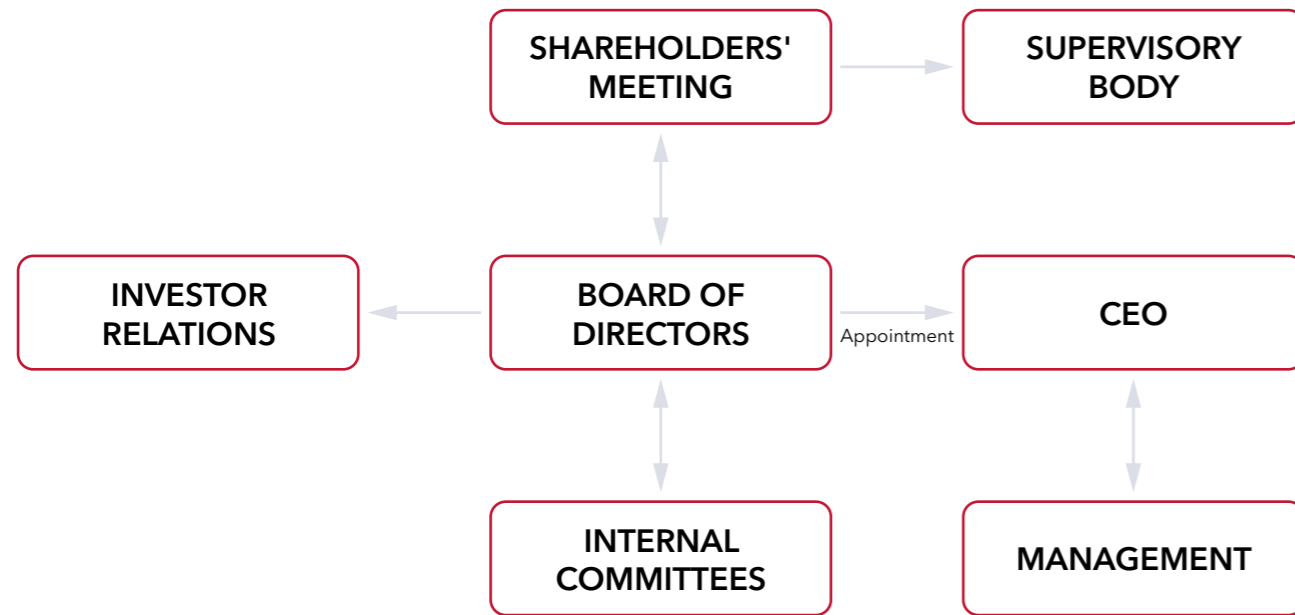 SHAREHOLDERS'
MEETING
SUPERVISORY
BODY
INVESTOR
RELATIONS
BOARD OF
DIRECTORS
Appointment
CEO
INTERNAL
COMMITTEES
MANAGEMENT